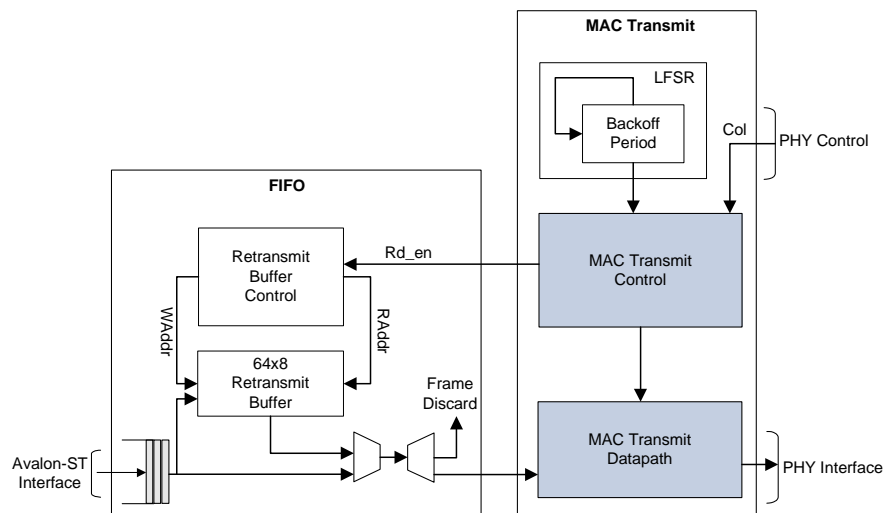 MAC Transmit
LFSR
Backoff
Period
Col
PHY Control
FIFO
Retransmit
Buffer
Control
Rd_en
MAC Transmit
Control
WAddr
RAddr
64x8
Retransmit
Buffer
Frame
Discard
Avalon-ST
Interface
MAC Transmit
Datapath
PHY Interface